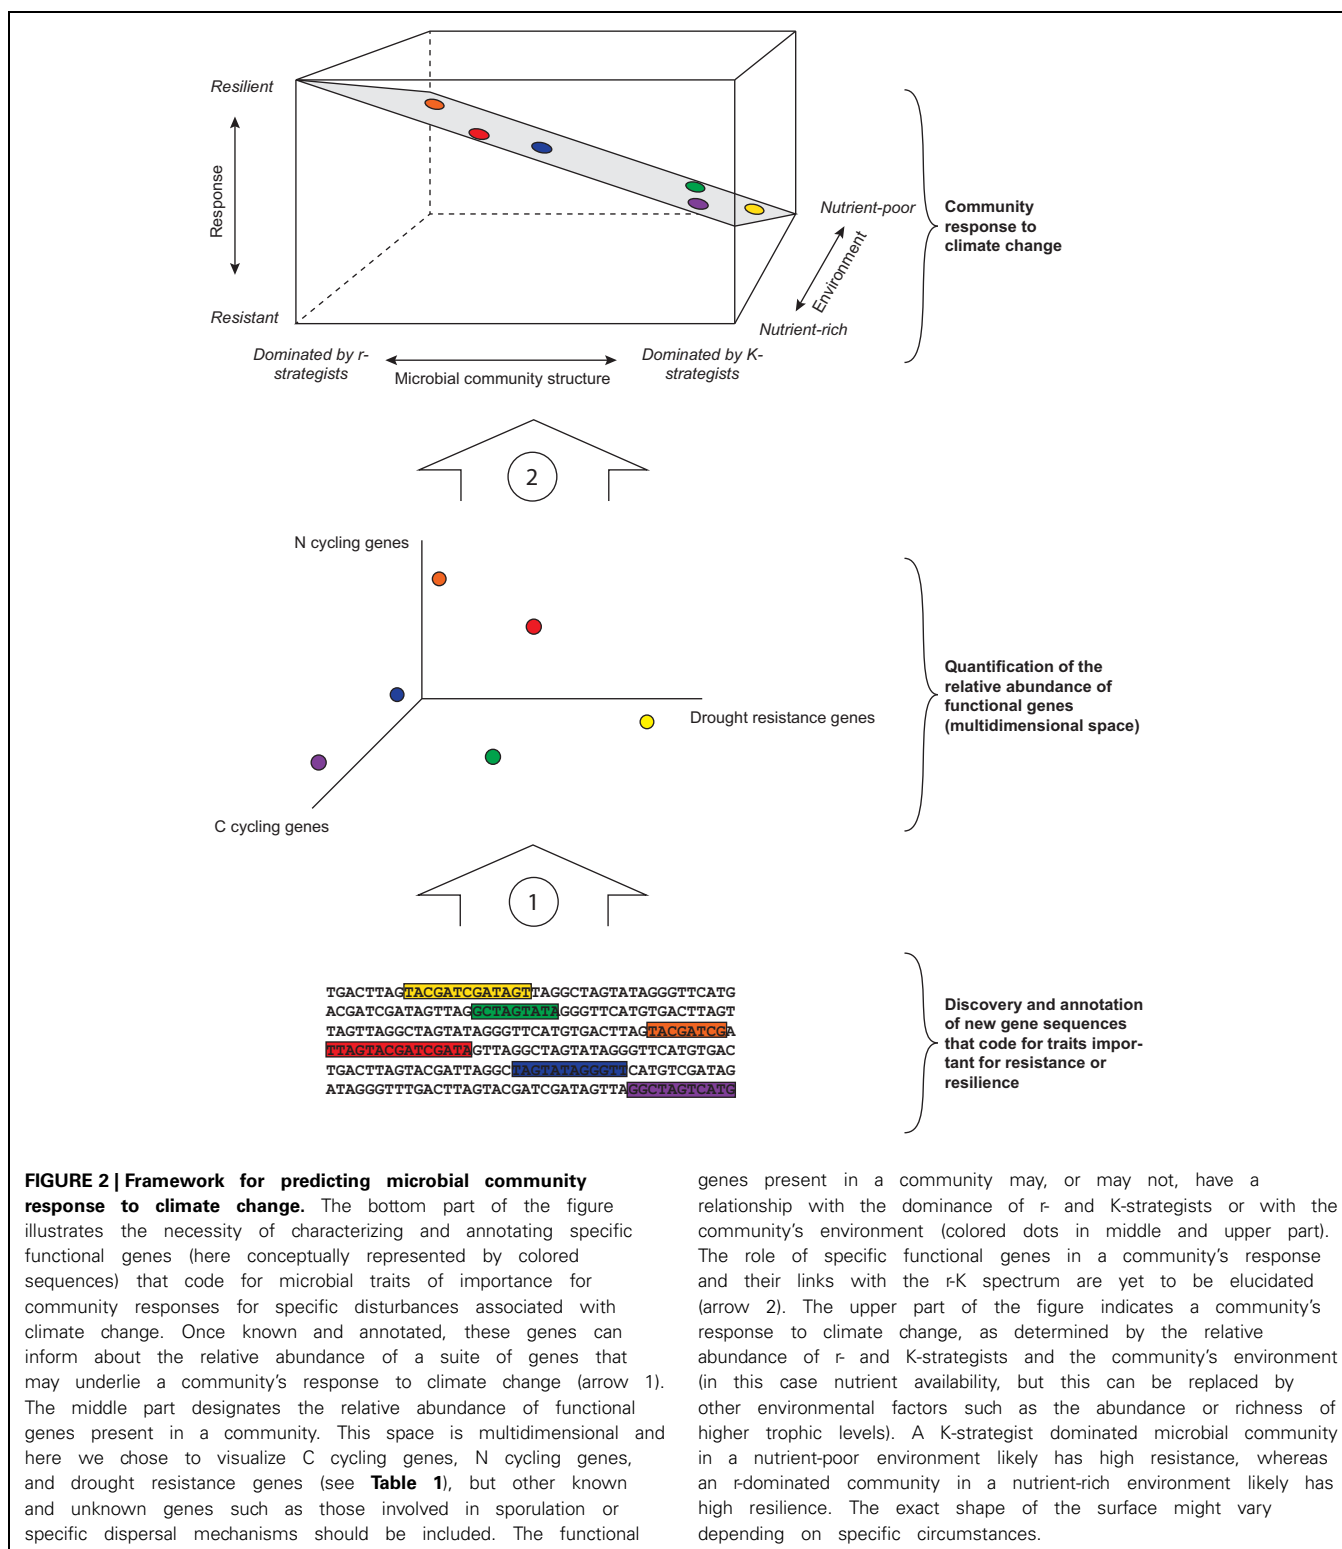 Resilient
Response
Resistant
Dominated by r-
strategists
Microbial community structure
Dominated by K-
strategists
Nutrient-poor
Environment
Nutrient-rich
Community
response to
climate change
2
N cycling genes
Drought resistance genes
C cycling genes
Quantification of the
relative abundance of
functional genes
(multidimensional space)
1
TGACTTAGTACGATCGATAGTTAGGCTAGTATAGGGTTCATG
ACGATCGATAGTTAGGCTAGTATAGGGTTCATGTGACTTAGT
TAGTTAGGCTAGTATAGGGTTCATGTGACTTAGTACGATCGA
TTAGTACGATCGATAGTTAGGCTAGTATAGGGTTCATGTGAC
TGACTTAGTACGATTAGGCTAGTATAGGGTTCATGTCGATAG
ATAGGGTTTGACTTAGTACGATCGATAGTTAGGCTAGTCATG
Discovery and annotation
of new gene sequences
that code for traits impor-
tant for resistance or
resilience
FIGURE 2 | Framework for predicting microbial community
response to climate change. The bottom part of the figure
illustrates the necessity of characterizing and annotating specific
functional genes (here conceptually represented by colored
sequences) that code for microbial traits of importance for
community responses for specific disturbances associated with
climate change. Once known and annotated, these genes can
inform about the relative abundance of a suite of genes that
may underlie a community's response to climate change (arrow 1).
The middle part designates the relative abundance of functional
genes present in a community. This space is multidimensional and
here we chose to visualize C cycling genes, N cycling genes,
and drought resistance genes (see Table 1), but other known
and unknown genes such as those involved in sporulation or
specific dispersal mechanisms should be included. The functional
genes present in a community may, or may not, have a
relationship with the dominance of r- and K-strategists or with the
community's environment (colored dots in middle and upper part).
The role of specific functional genes in a community's response
and their links with the r-K spectrum are yet to be elucidated
(arrow 2). The upper part of the figure indicates a community's
response to climate change, as determined by the relative
abundance of r- and K-strategists and the community's environment
(in this case nutrient availability, but this can be replaced by
other environmental factors such as the abundance or richness of
higher trophic levels). A K-strategist dominated microbial community
in a nutrient-poor environment likely has high resistance, whereas
an r-dominated community in a nutrient-rich environment likely has
high resilience. The exact shape of the surface might vary
depending on specific circumstances.